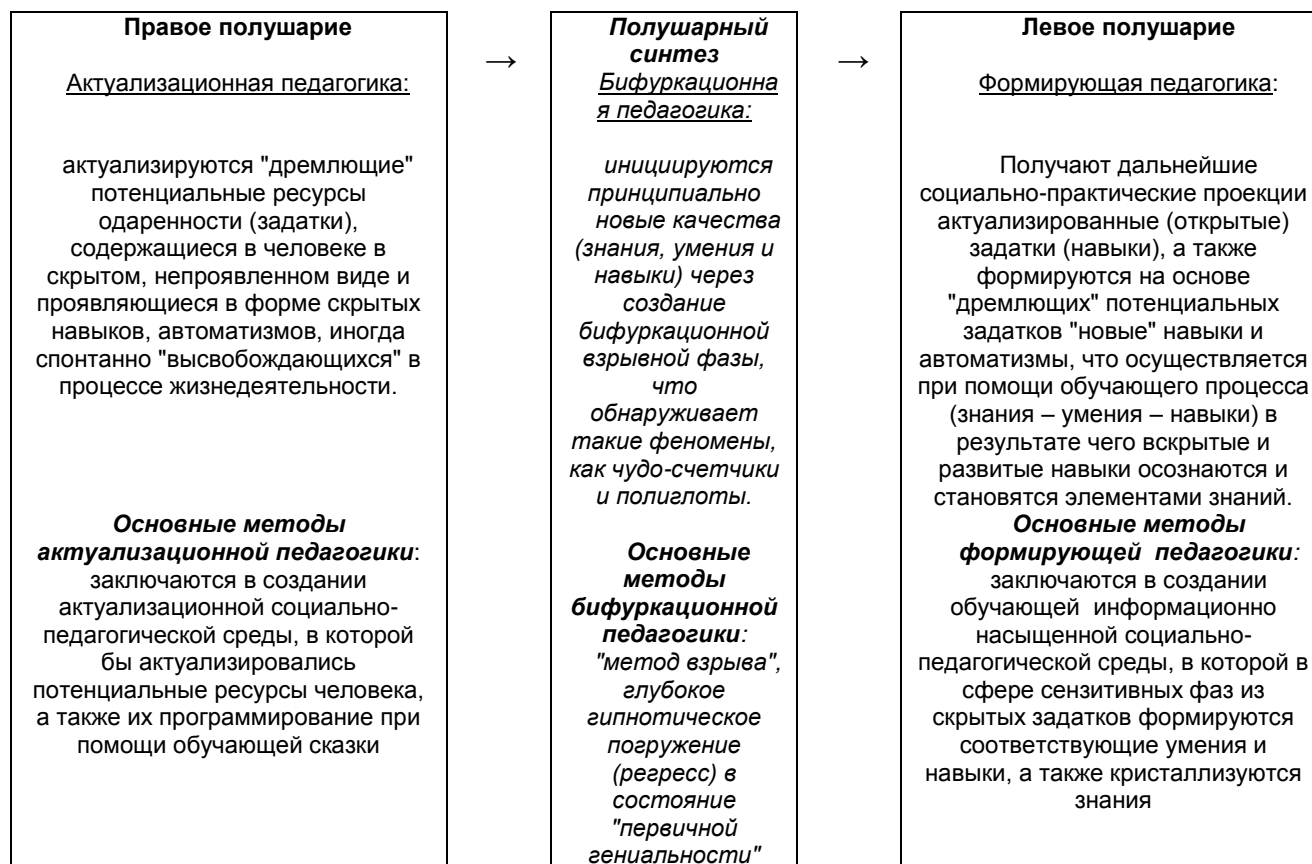 Правое полушарие
Актуализационная педагогика:
актуализируются "дремлющие"
потенциальные ресурсы
одаренности (задатки),
содержащиеся в человеке в
скрытом, непроявленном виде и
проявляющиеся в форме скрытых
навыков, автоматизмов, иногда
спонтанно "высвобождающихся" в
процессе жизнедеятельности.
Основные методы
актуализационной педагогики:
заключаются в создании
актуализационной социально-
педагогической среды, в которой
бы актуализировались
потенциальные ресурсы человека,
а также их программирование при
помощи обучающей сказки
→
Полушарный
синтез
Бифуркационна
я педагогика:
инициируются
принципиально
новые качества
(знания, умения и
навыки) через
создание
бифуркационной
взрывной фазы,
что
обнаруживает
такие феномены,
как чудо-счетчики
и полиглоты.
Основные
методы
бифуркационной
педагогики:
"метод взрыва",
глубокое
гипнотическое
погружение
(регресс) в
состояние
"первичной
гениальности"
→
Левое полушарие
Формирующая педагогика:
Получают дальнейшие
социально-практические проекции
актуализированные (открытые)
задатки (навыки), а также
формируются на основе
"дремлющих" потенциальных
задатков "новые" навыки и
автоматизмы, что осуществляется
при помощи обучающего процесса
(знания – умения – навыки) в
результате чего вскрытые и
развитые навыки осознаются и
становятся элементами знаний.
Основные методы
формирующей педагогики:
заключаются в создании
обучающей информационно
насыщенной социально-
педагогической среды, в которой в
сфере сензитивных фаз из
скрытых задатков формируются
соответствующие умения и
навыки, а также кристаллизуются
знания